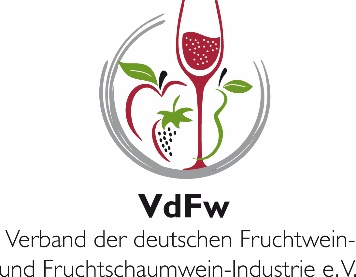 VdFw
Verband der deutschen Fruchtwein-
und Fruchtschaumwein-Industrie e.V.